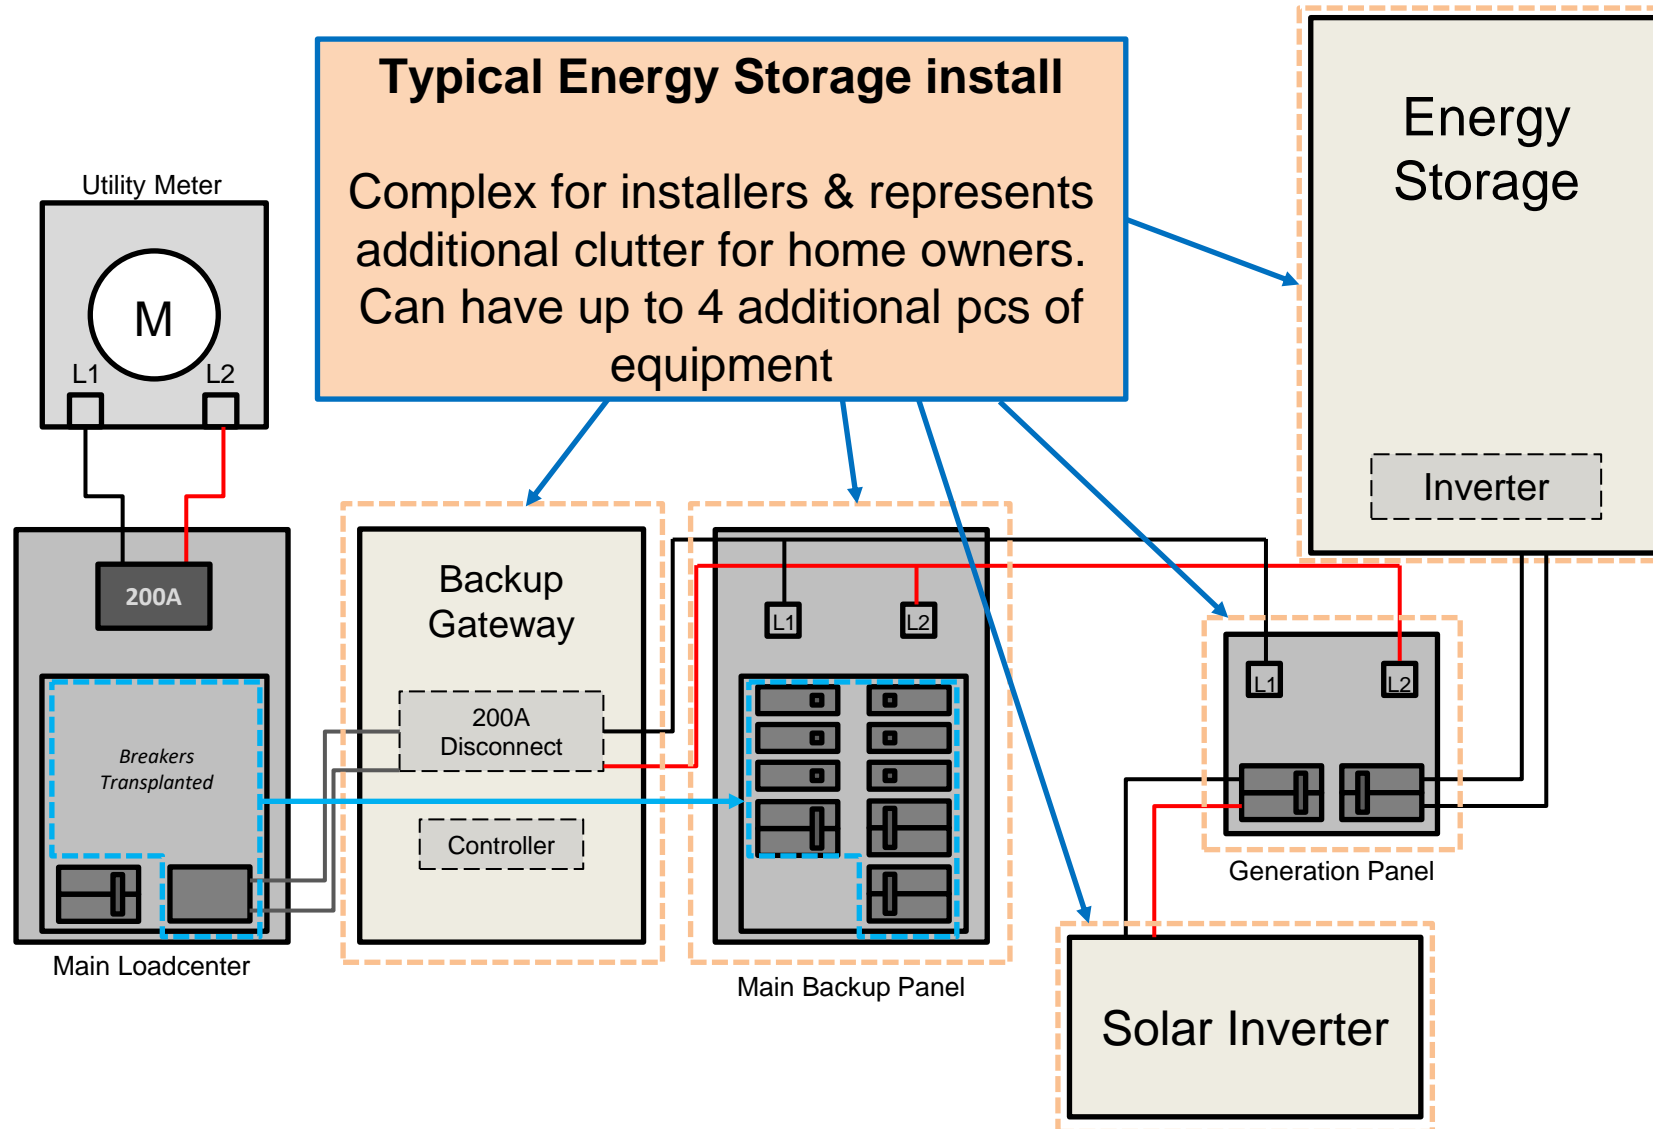 Typical Energy Storage install
Complex for installers & represents
additional clutter for home owners.
Can have up to 4 additional pcs of
equipment
Energy
Storage
Inverter
Utility Meter
M
L1
L2
200A
Breakers
Transplanted
Main Loadcenter
Backup
Gateway
200A
Disconnect
Controller
L1
L2
Main Backup Panel
L1
L2
Generation Panel
Solar Inverter